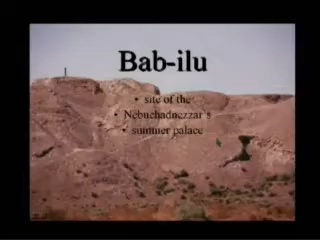 Bab-ilu
• site of the
• Nebuchadnezzar s
• summer palace